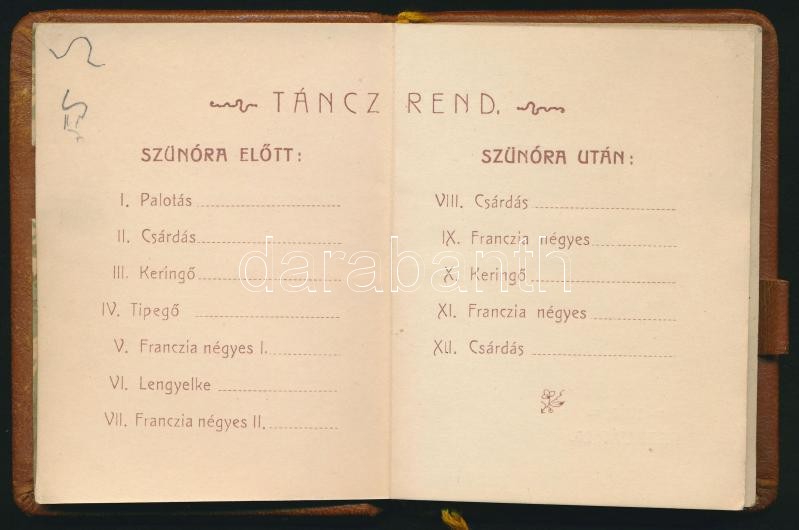 TÁNCZ REND.
SZÜNÓRA ELŐTT:
I. Palotás
II. Csárdás
III. Keringő
IV. Tipegő
V. Franczia négyes I.
VI. Lengyelke
VII. Franczia négyes II.
SZÜNÓRA UTÁN:
VIII. Csárdás
IX. Franczia négyes
X. Keringő
XI. Franczia négyes
XII. Csárdás
darabanth